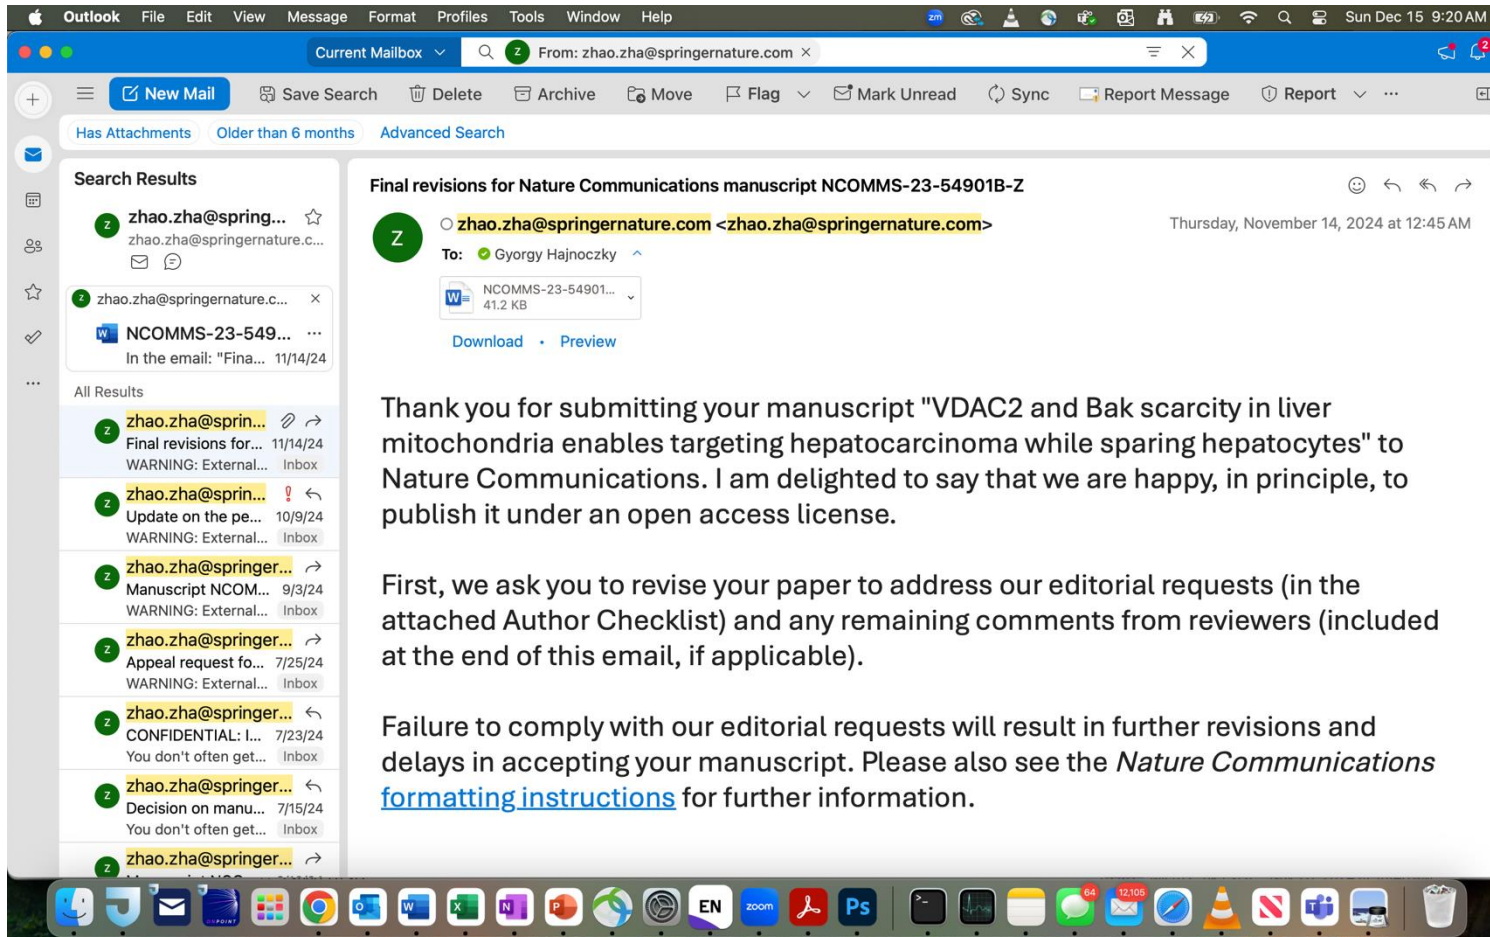 Outlook File Edit View Message Format Profiles Tools Window Help zm Sun Dec 15 9:20 AM
Current Mailbox Z From: zhao.zha@springernature.com × 2
New Mail Save Search Delete Archive Move Flag Mark Unread Sync Report Message Report ...
Has Attachments Older than 6 months Advanced Search
Search Results
Z zhao.zha@spring...
zhao.zha@springernature.c...
Z zhao.zha@springernature.c... ×
W NCOMMS-23-549... ...
In the email: "Fina... 11/14/24
All Results
Z zhao.zha@sprin...
Final revisions for... 11/14/24
WARNING: External... Inbox
Z zhao.zha@sprin... !
Update on the pe... 10/9/24
WARNING: External... Inbox
Z zhao.zha@springer...
Manuscript NCOM... 9/3/24
WARNING: External... Inbox
Z zhao.zha@springer...
Appeal request fo... 7/25/24
WARNING: External... Inbox
Z zhao.zha@springer...
CONFIDENTIAL: I... 7/23/24
You don't often get... Inbox
Z zhao.zha@springer...
Decision on manu... 7/15/24
You don't often get... Inbox
Z zhao.zha@springer...
Final revisions for Nature Communications manuscript NCOMMS-23-54901B-Z
Z zhao.zha@springernature.com <zhao.zha@springernature.com> Thursday, November 14, 2024 at 12:45 AM
To: Gyorgy Hajnoczky
W NCOMMS-23-54901...
41.2 KB
Download • Preview
Thank you for submitting your manuscript "VDAC2 and Bak scarcity in liver
mitochondria enables targeting hepatocarcinoma while sparing hepatocytes" to
Nature Communications. I am delighted to say that we are happy, in principle, to
publish it under an open access license.
First, we ask you to revise your paper to address our editorial requests (in the
attached Author Checklist) and any remaining comments from reviewers (included
at the end of this email, if applicable).
Failure to comply with our editorial requests will result in further revisions and
delays in accepting your manuscript. Please also see the Nature Communications
formatting instructions for further information.
EN zoom Ps 64 12,105